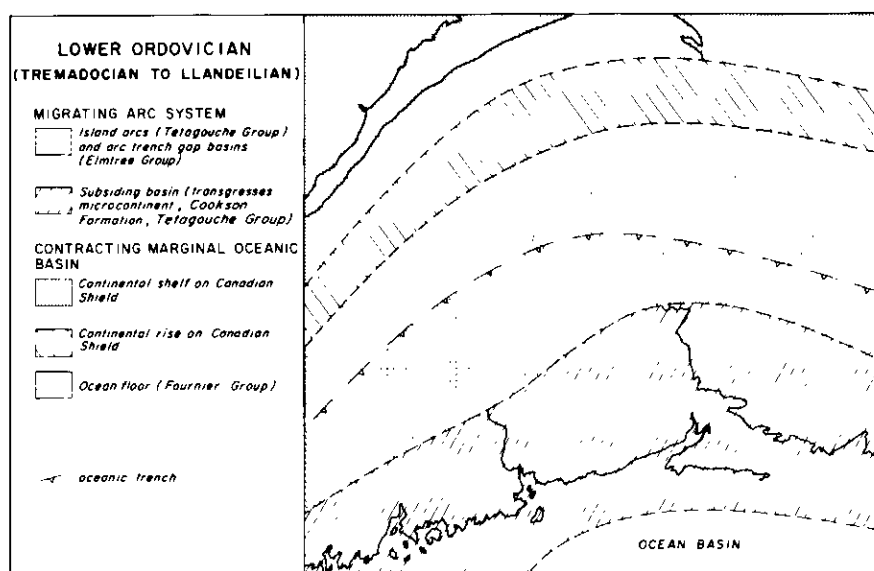 LOWER ORDOVICIAN
(TREMADOCIAN TO LLANDEILIAN)
MIGRATING ARC SYSTEM
Island arcs (Tetagouche Group)
and arc trench gap basins
(Elmtree Group)
Subsiding basin (transgresses
microcontinent, Cookson
Formation, Tetagouche Group)
CONTRACTING MARGINAL OCEANIC
BASIN
Continental shelf on Canadian
Shield
Continental rise on Canadian
Shield
Ocean floor (Fournier Group)
oceanic trench
OCEAN BASIN